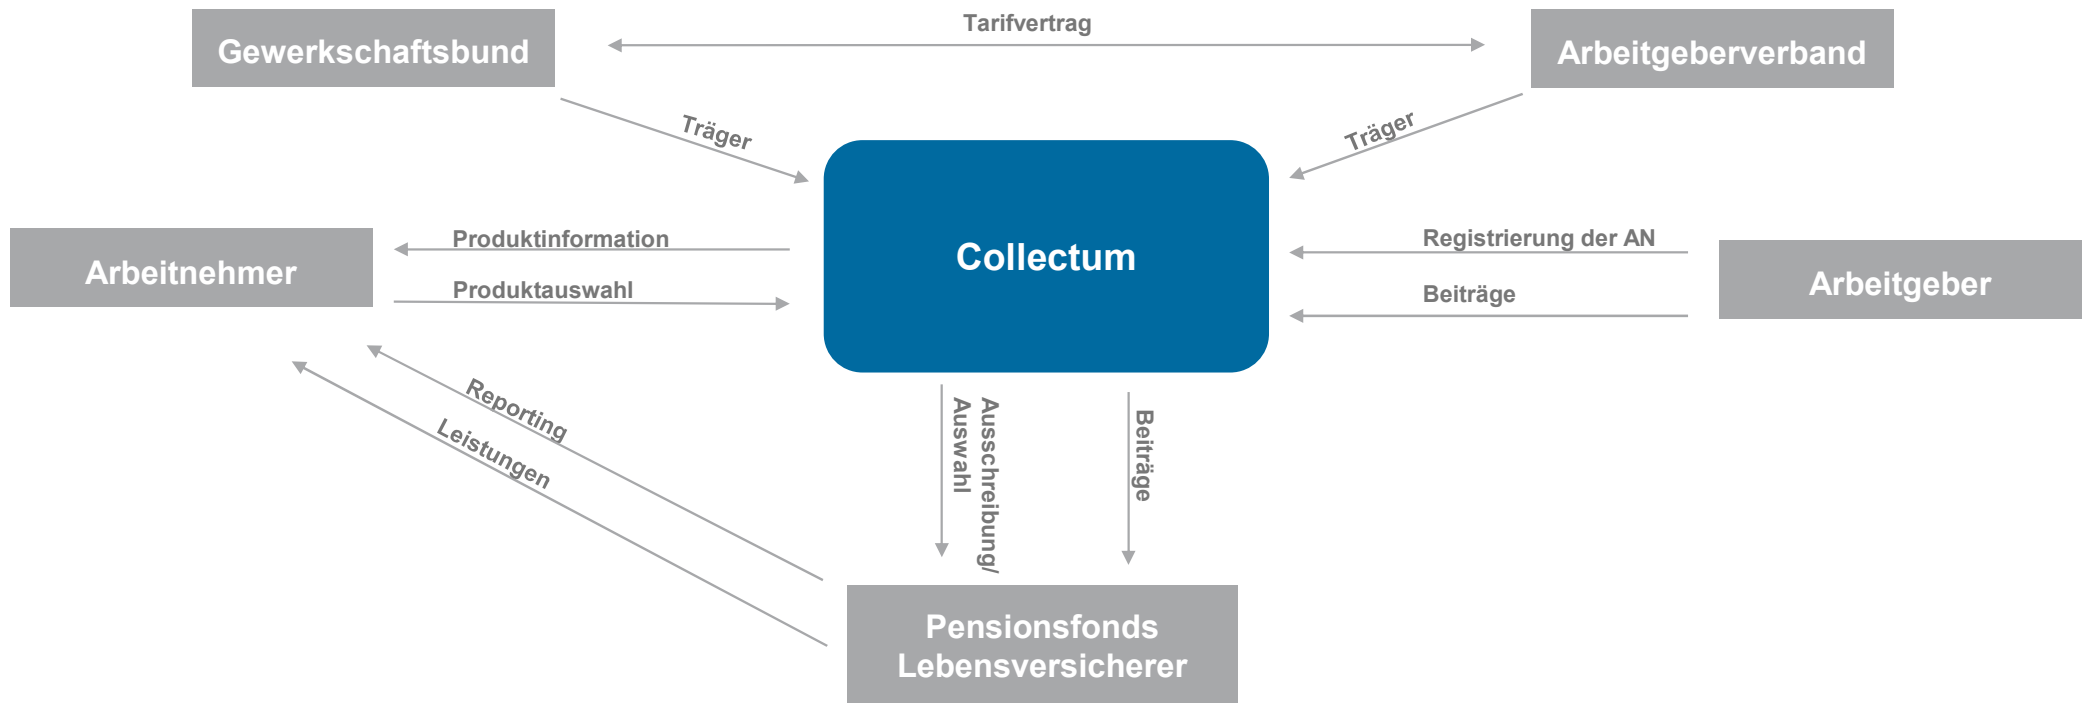 Tarifvertrag
Gewerkschaftsbund
Arbeitgeberverband
Träger
Träger
Collectum
Produktinformation
Registrierung der AN
Arbeitnehmer
Arbeitgeber
Produktauswahl
Beiträge
Reporting
Leistungen
Ausschreibung/
Auswahl
Beiträge
Pensionsfonds
Lebensversicherer